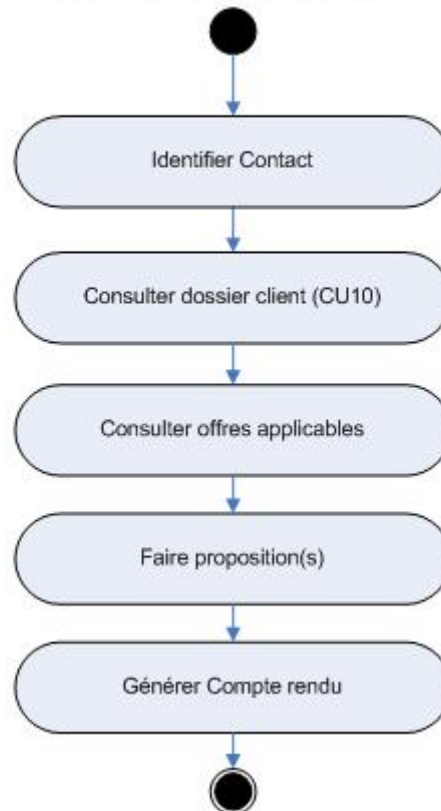 Identifier Contact
Consulter dossier client (CU10)
Consulter offres applicables
Faire proposition(s)
Générer Compte rendu